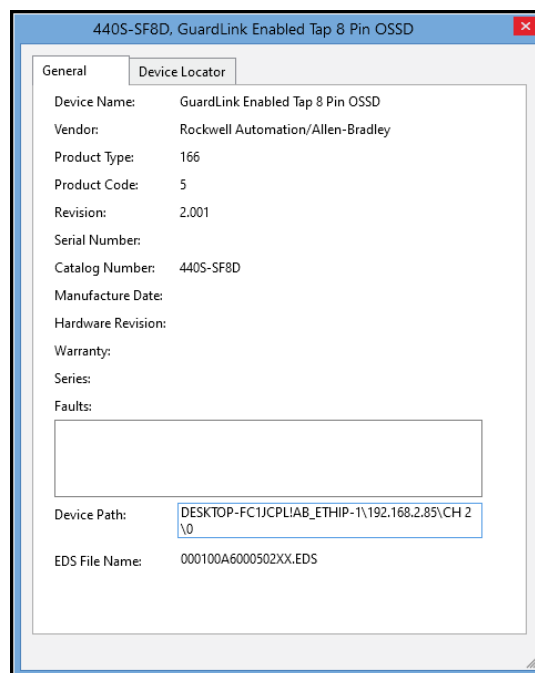 440S-SF8D, GuardLink Enabled Tap 8 Pin OSSD
General Device Locator
Device Name: GuardLink Enabled Tap 8 Pin OSSD
Vendor: Rockwell Automation/Allen-Bradley
Product Type: 166
Product Code: 5
Revision: 2.001
Serial Number:
Catalog Number: 440S-SF8D
Manufacture Date:
Hardware Revision:
Warranty:
Series:
Faults:
Device Path: DESKTOP-FC1JCPL!AB_ETHIP-1\192.168.2.85\CH 2
\0
EDS File Name: 000100A6000502XX.EDS